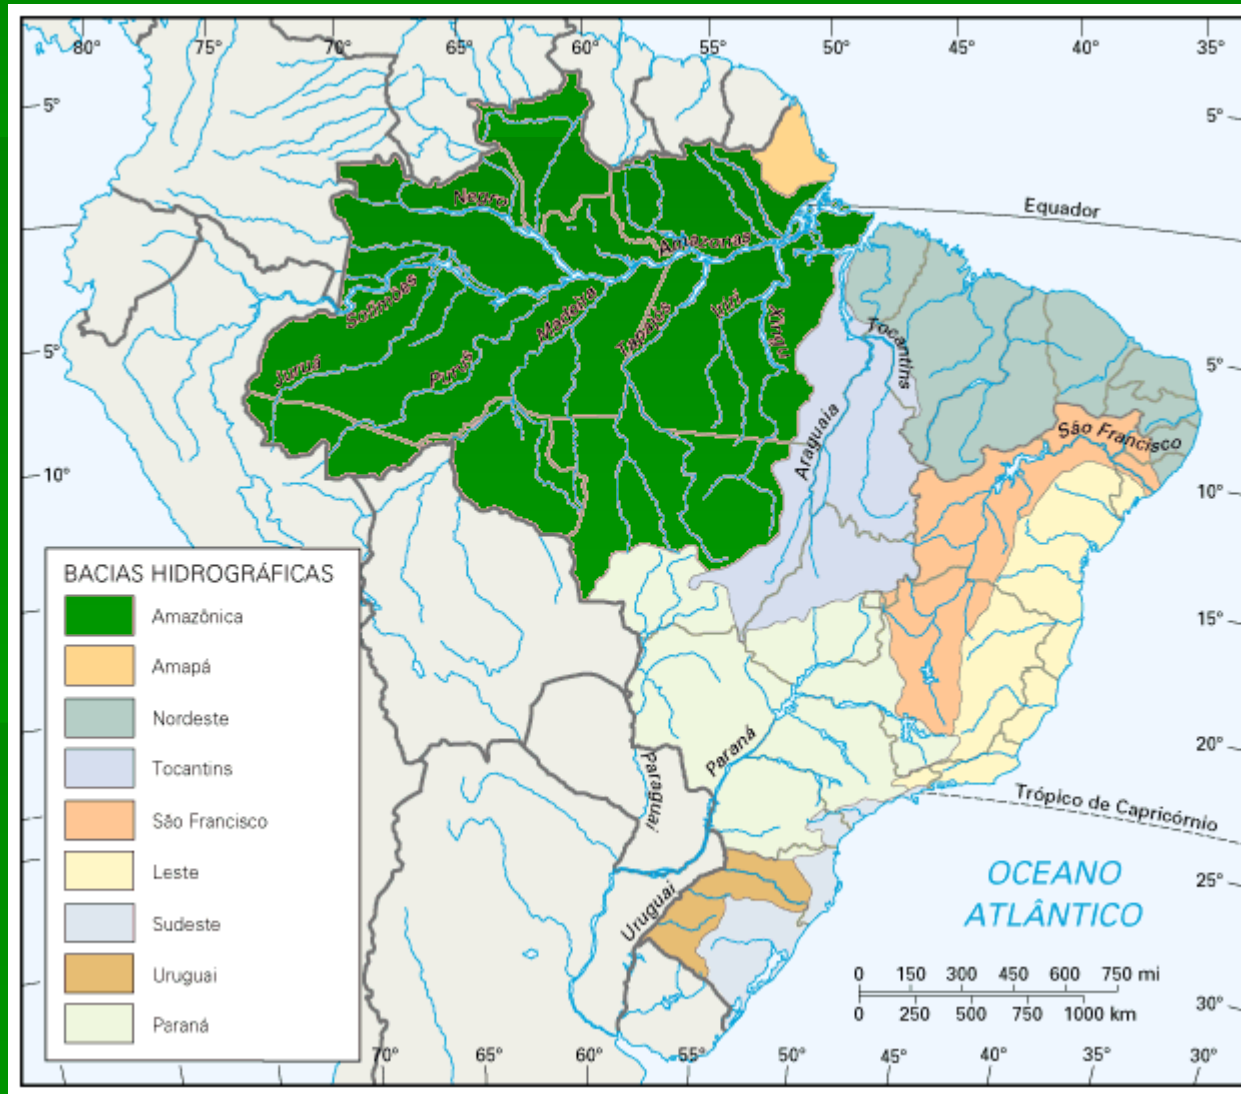 80° 75° 70° 65° 60° 55° 50° 45° 40° 35°
5° 5°
Equador
Negro
Amazonas
Solimões
Madeira
Tapajós
Iriri
Xingu
Juruá
Purús
Tocantins
5° 5°
Araguaia
São Francisco
10° 10°
BACIAS HIDROGRÁFICAS
Amazônica
Amapá
Nordeste
Tocantins
São Francisco
Leste
Sudeste
Uruguai
Paraná
15°
20°
Paraná
Paraguai
Trópico de Capricórnio
Uruguai
OCEANO
ATLÂNTICO
25°
0 150 300 450 600 750 mi
0 250 500 750 1000 km
30°
70° 65° 60° 55° 50° 45° 40° 35° 30°